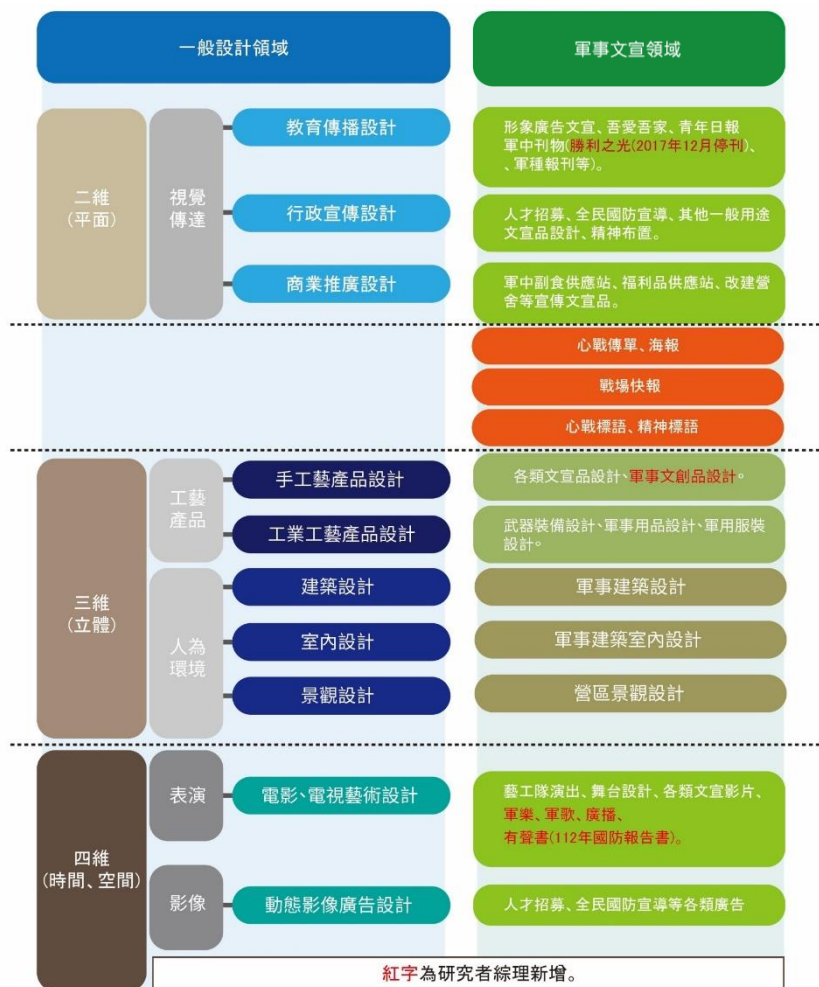 一般設計領域
軍事文宣領域
二維
(平面)
視覺
傳達
教育傳播設計
形象廣告文宣、吾愛吾家、青年日報
軍中刊物(勝利之光(2017年12月停刊)、
、軍種報刊等)。
行政宣傳設計
人才招募、全民國防宣導、其他一般用途
文宣品設計、精神布置。
商業推廣設計
軍中副食供應站、福利品供應站、改建營
舍等宣傳文宣品。
心戰傳單、海報
戰場快報
心戰標語、精神標語
三維
(立體)
工藝
產品
手工藝產品設計
各類文宣品設計、軍事文創品設計。
工業工藝產品設計
武器裝備設計、軍事用品設計、軍用服裝
設計。
人為
環境
建築設計
軍事建築設計
室內設計
軍事建築室內設計
景觀設計
營區景觀設計
四維
(時間、空間)
表演
電影、電視藝術設計
藝工隊演出、舞台設計、各類文宣影片、
軍樂、軍歌、廣播、
有聲書(112年國防報告書)。
影像
動態影像廣告設計
人才招募、全民國防宣導等各類廣告
紅字為研究者綜理新增。